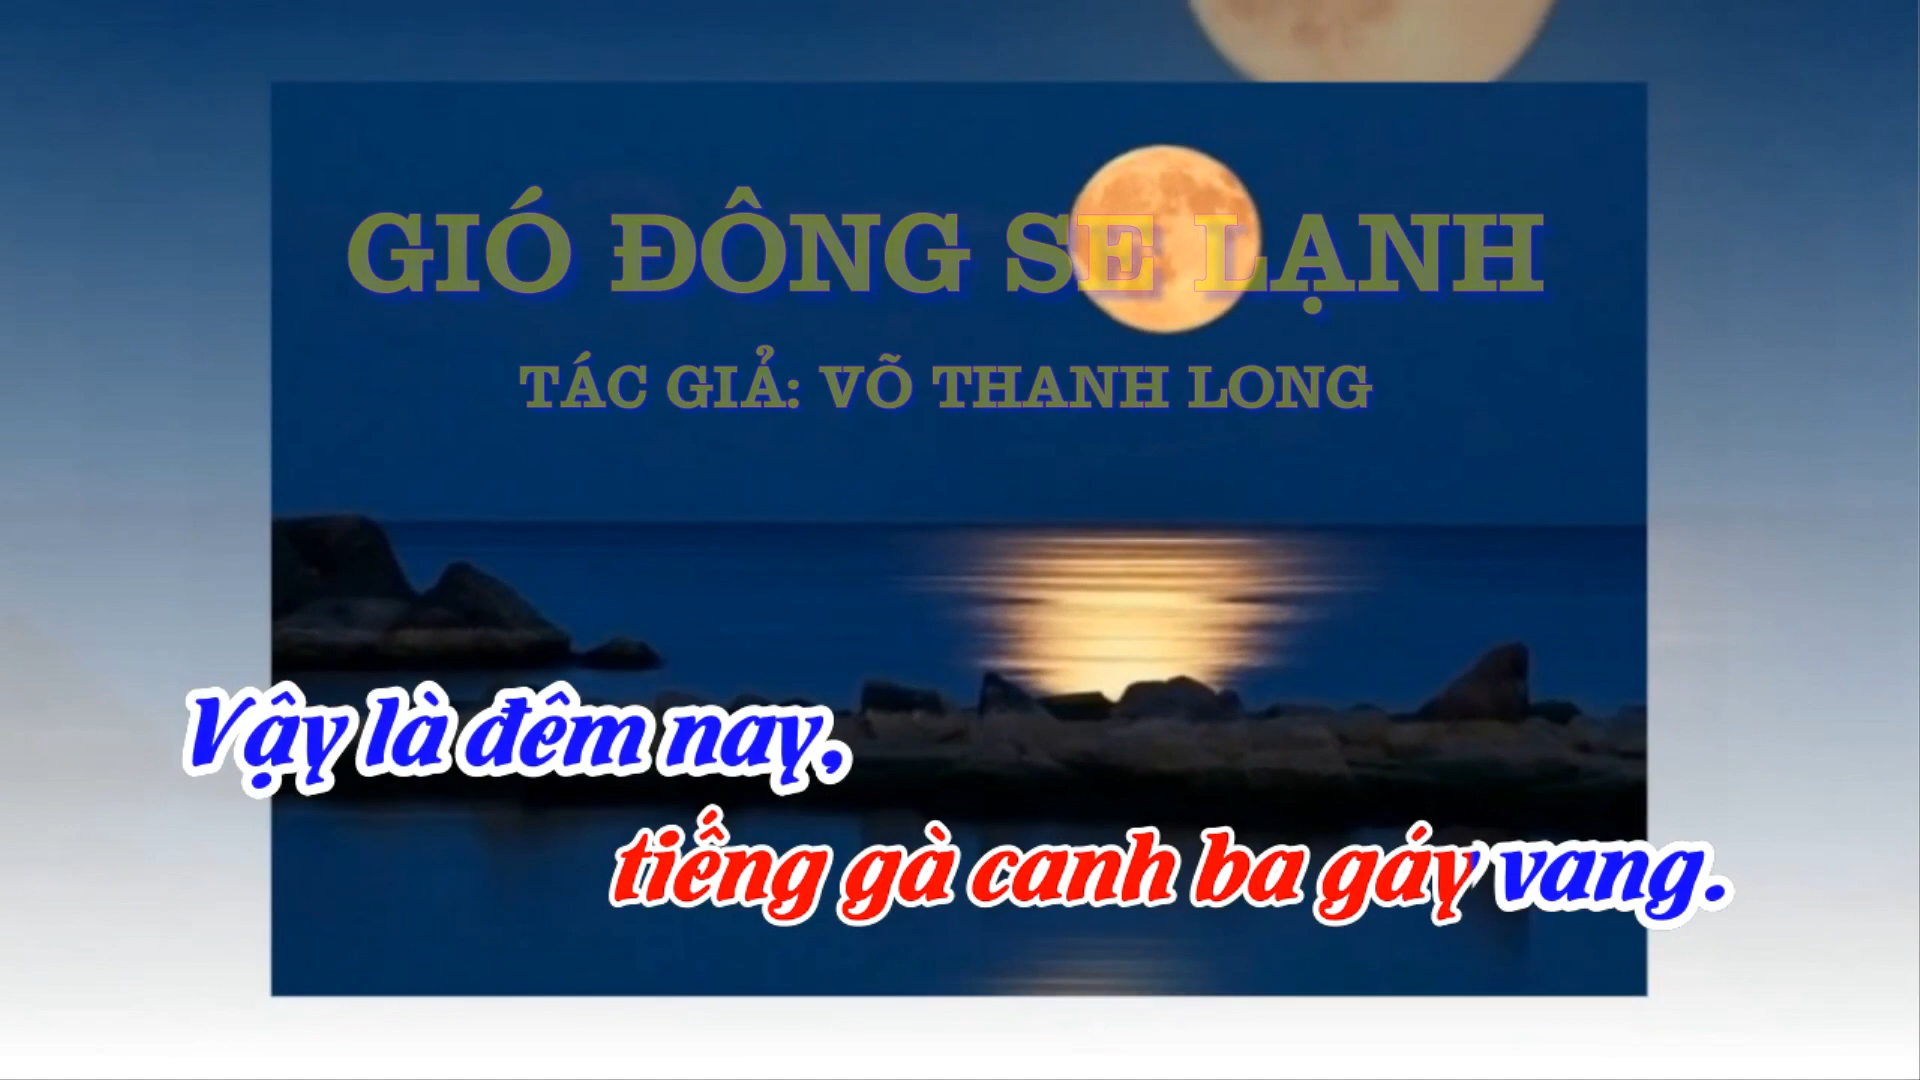 GIÓ ĐÔNG SE LẠNH
TÁC GIẢ: VÕ THANH LONG
Vậy là đêm nay,
tiếng gà canh ba gáy vang.